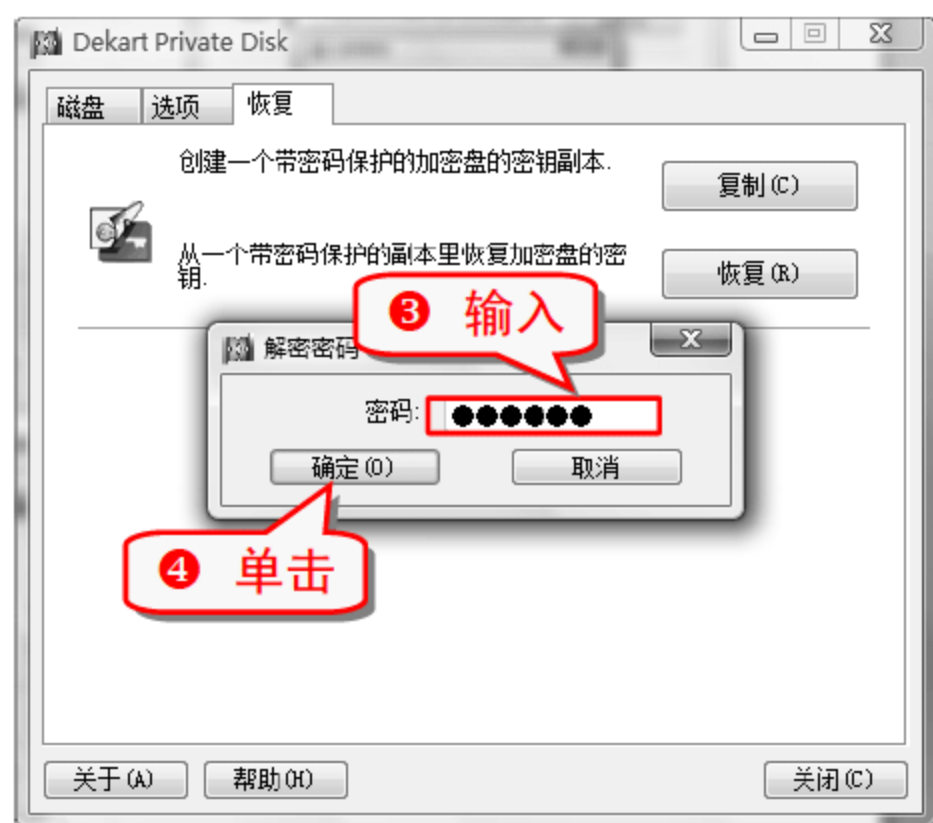 Dekart Private Disk
磁盘 选项 恢复
创建一个带密码保护的加密盘的密钥副本.
复制(C)
从一个带密码保护的副本里恢复加密盘的密
钥.
恢复(R)
❸ 输入
解密密码
密码: ●●●●●●
确定(O) 取消
❹ 单击
关于(A) 帮助(H) 关闭(C)